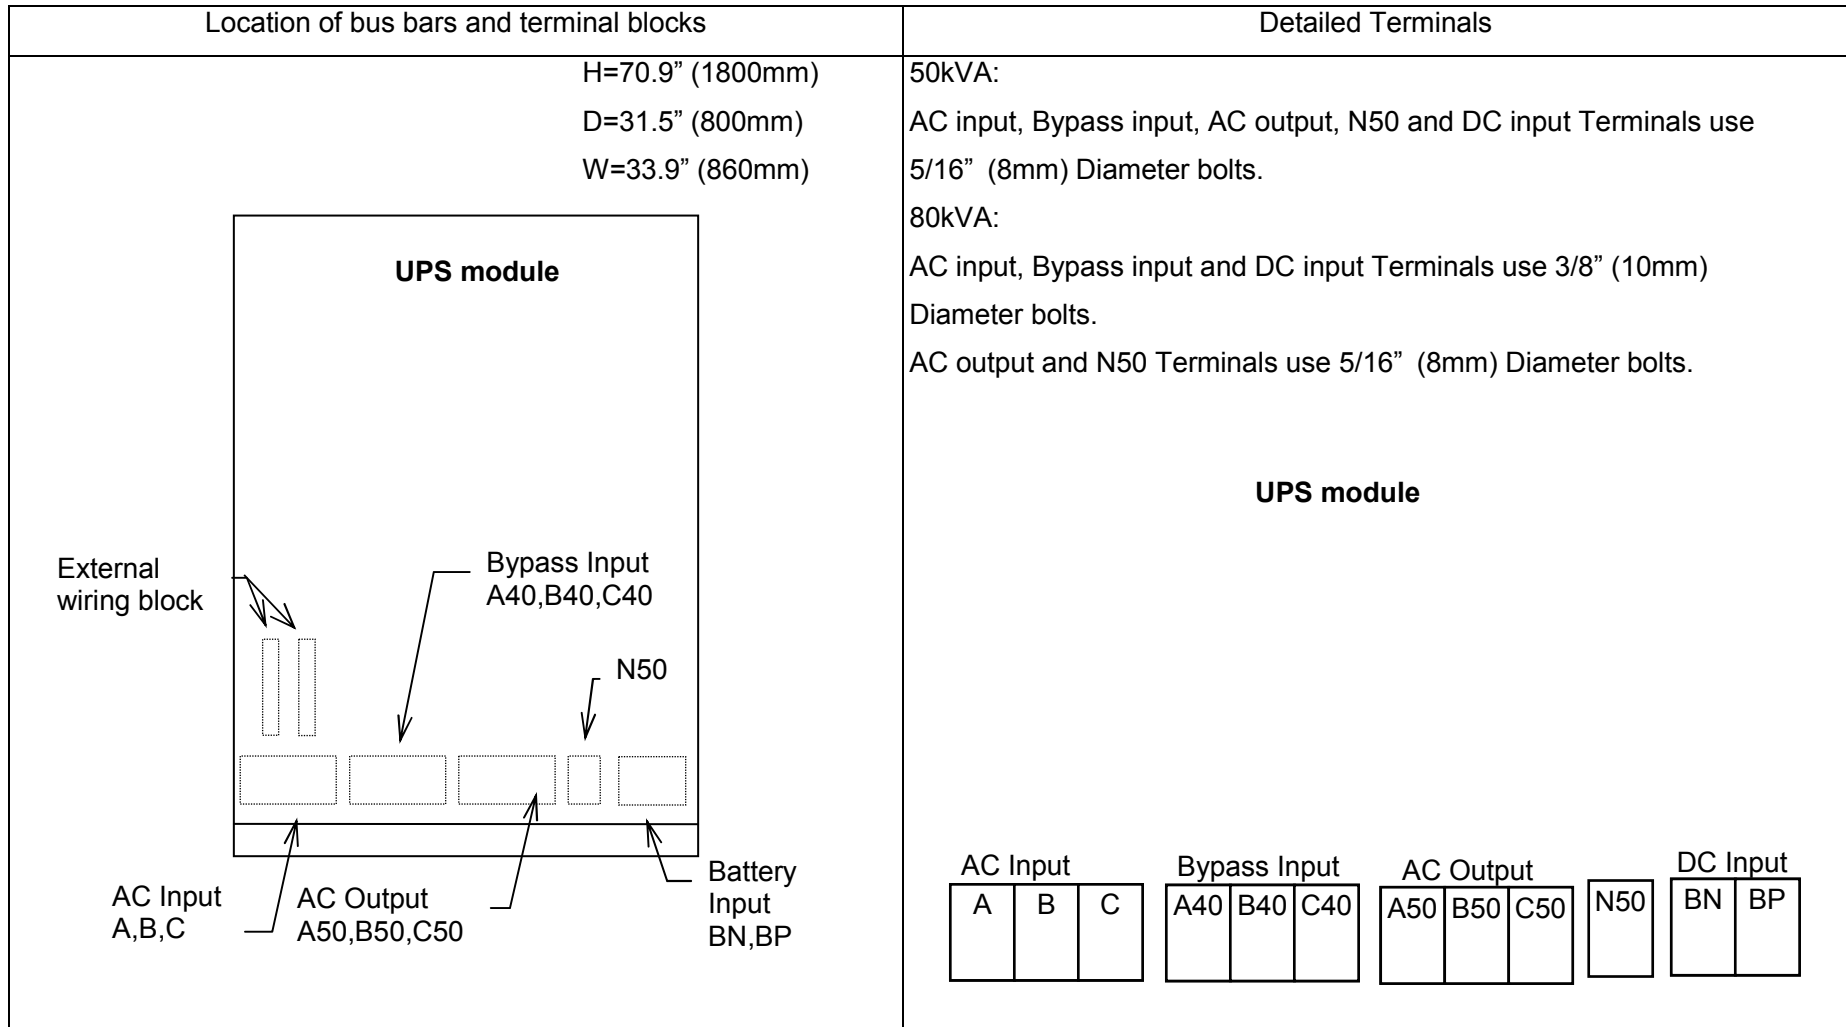 Location of bus bars and terminal blocks
Detailed Terminals
H=70.9” (1800mm)
D=31.5” (800mm)
W=33.9” (860mm)
UPS module
External
wiring block
Bypass Input
A40,B40,C40
N50
AC Input
A,B,C
AC Output
A50,B50,C50
Battery
Input
BN,BP
50kVA:
AC input, Bypass input, AC output, N50 and DC input Terminals use
5/16” (8mm) Diameter bolts.
80kVA:
AC input, Bypass input and DC input Terminals use 3/8” (10mm)
Diameter bolts.
AC output and N50 Terminals use 5/16” (8mm) Diameter bolts.
UPS module
AC Input
A B C
Bypass Input
A40 B40 C40
AC Output
A50 B50 C50
N50
DC Input
BN BP